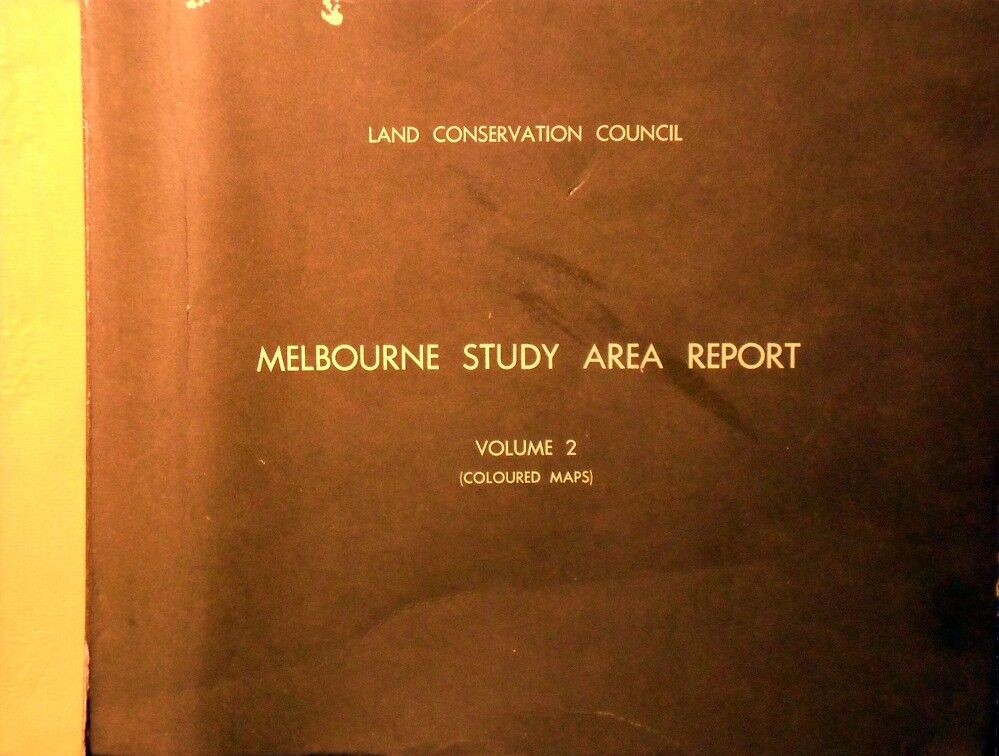 LAND CONSERVATION COUNCIL
MELBOURNE STUDY AREA REPORT
VOLUME 2
(COLOURED MAPS)